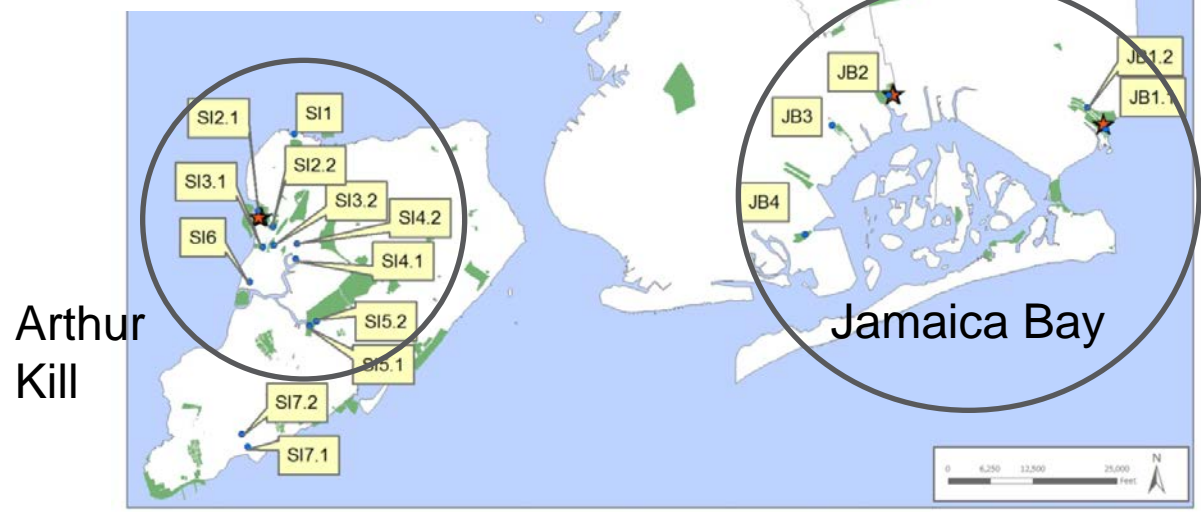 JB1.2
JB2
JB1.1
SI2.1
SI1
JB3
SI2.2
SI3.1
SI3.2
JB4
SI4.2
SI6
SI4.1
Arthur
Kill
SI5.2
Jamaica Bay
SI5.1
SI7.2
SI7.1
N
0 6,250 12,500 25,000
Feet